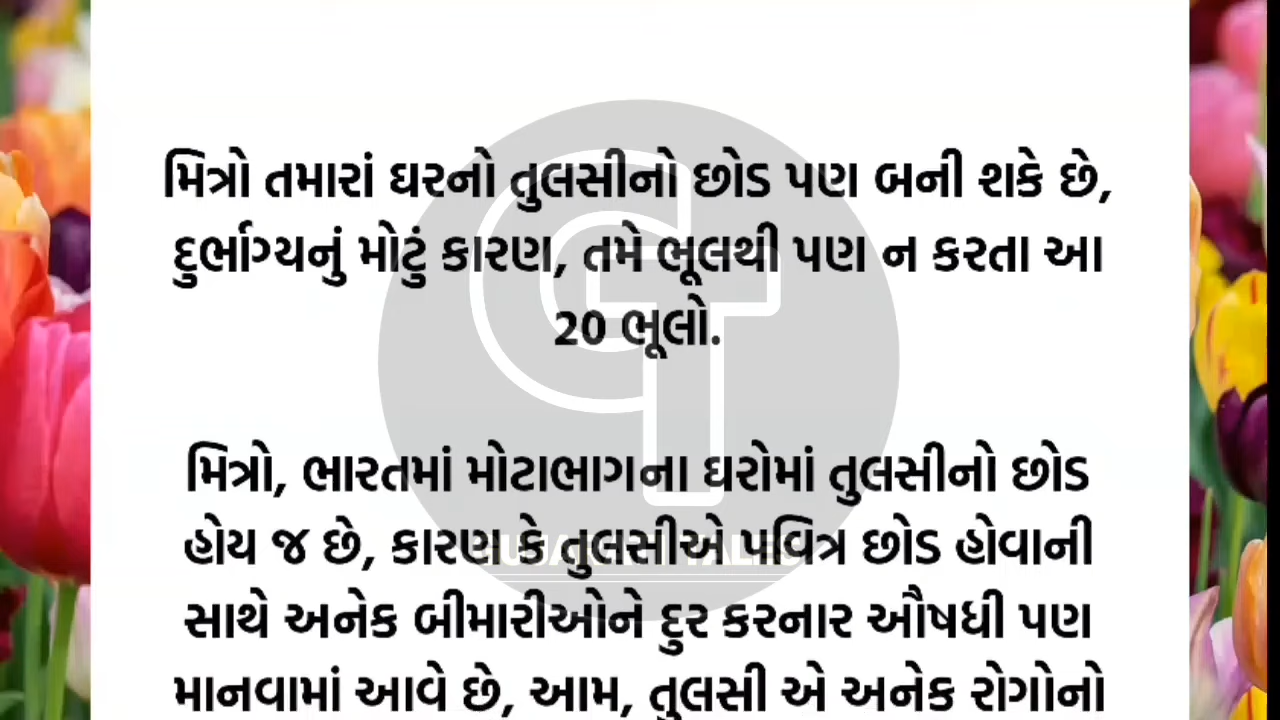 મિત્રો તમારાં ઘરનો તુલસીનો છોડ પણ બની શકે છે,
દુર્ભાગ્યનું મોટું કારણ, તમે ભૂલથી પણ ન કરતા આ
20 ભૂલો.
મિત્રો, ભારતમાં મોટાભાગના ઘરોમાં તુલસીનો છોડ
હોય જ છે, કારણ કે તુલસીએ પવિત્ર છોડ હોવાની
સાથે અનેક બીમારીઓને દુર કરનાર ઔષધી પણ
માનવામાં આવે છે, આમ, તુલસી એ અનેક રોગોનો